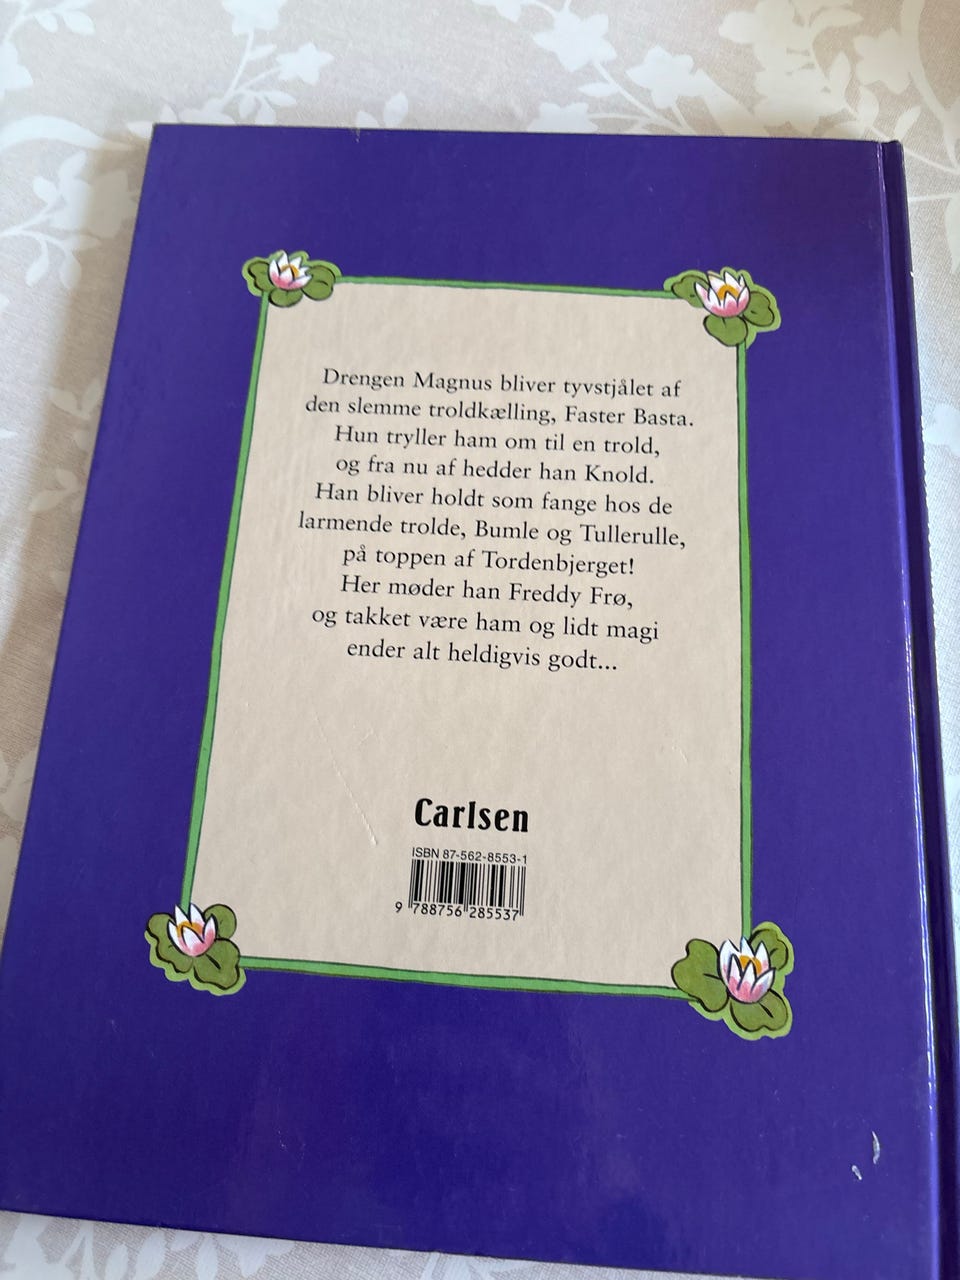 Drengen Magnus bliver tyvstjålet af
den slemme troldkælling, Faster Basta.
Hun tryller ham om til en trold,
og fra nu af hedder han Knold.
Han bliver holdt som fange hos de
larmende trolde, Bumle og Tullerulle,
på toppen af Tordenbjerget!
Her møder han Freddy Frø,
og takket være ham og lidt magi
ender alt heldigvis godt...
Carlsen
ISBN 87-562-8553-1
9 788756 285537